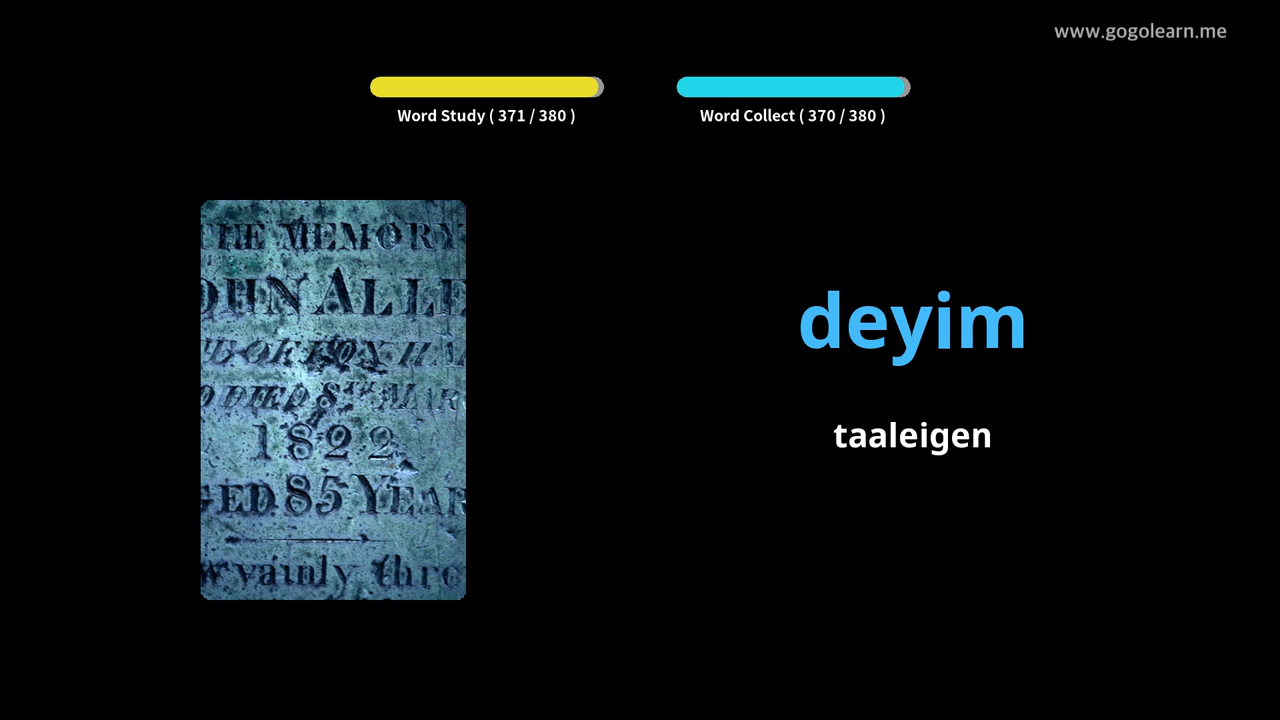 www.gogolearn.me
Word Study ( 371 / 380 )
Word Collect ( 370 / 380 )
THE MEMORY
OHN ALLE
DIED 8TH MAR
1822
GED 85 YEAR
vainly thro
deyim
taaleigen